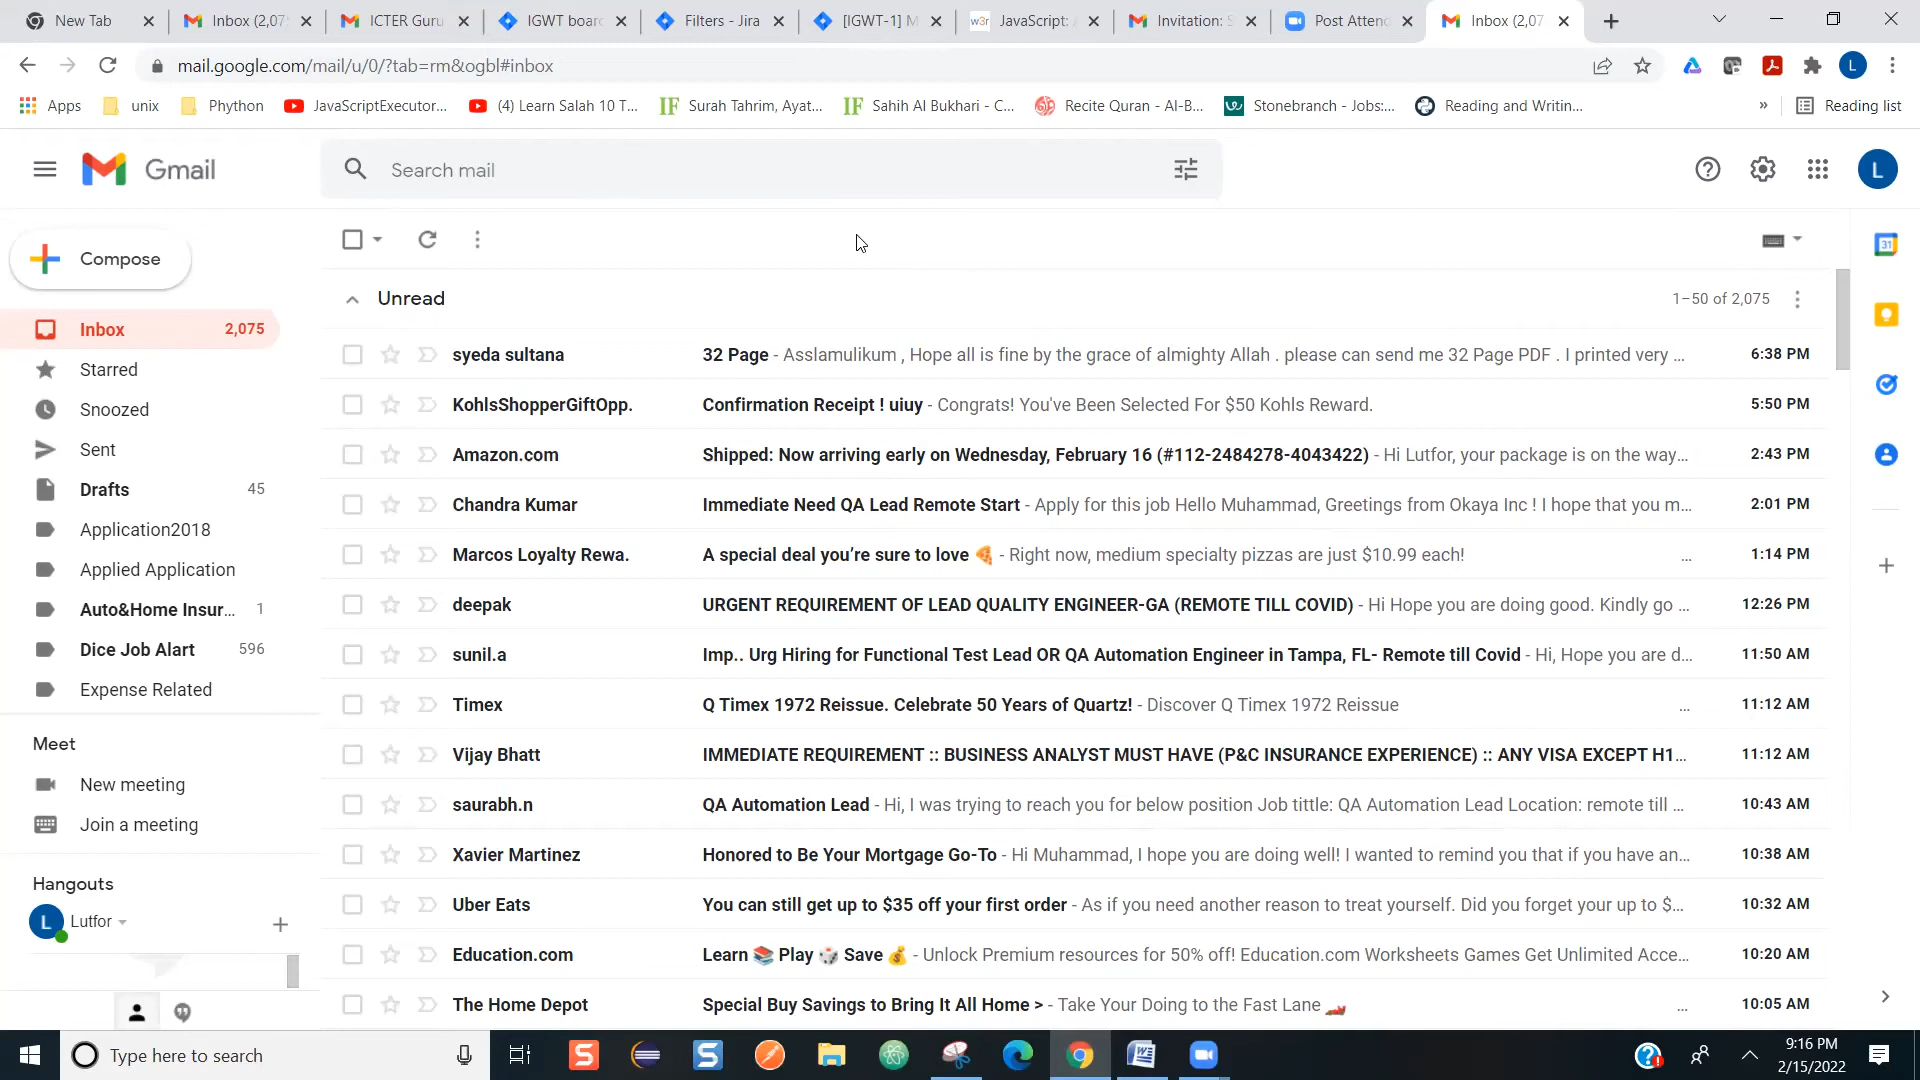 New Tab
Inbox (2,07
ICTER Guru
IGWT boar
Filters - Jira
[IGWT-1] M
w3r JavaScript: A
Invitation: S
Post Attend
Inbox (2,07
mail.google.com/mail/u/0/?tab=rm&ogbl#inbox
L
Apps
unix
Phython
JavaScriptExecutor...
(4) Learn Salah 10 T...
IF Surah Tahrim, Ayat...
IF Sahih Al Bukhari - C...
Recite Quran - Al-B...
Stonebranch - Jobs:...
Reading and Writin...
»
Reading list
Gmail
Search mail
L
Compose
Unread
1–50 of 2,075
Inbox 2,075
Starred
Snoozed
Sent
Drafts 45
Application2018
Applied Application
Auto&Home Insur... 1
Dice Job Alart 596
Expense Related
Meet
New meeting
Join a meeting
Hangouts
L Lutfor
syeda sultana 32 Page - Asslamulikum , Hope all is fine by the grace of almighty Allah . please can send me 32 Page PDF . I printed very ... 6:38 PM
KohlsShopperGiftOpp. Confirmation Receipt ! uiuy - Congrats! You've Been Selected For $50 Kohls Reward. 5:50 PM
Amazon.com Shipped: Now arriving early on Wednesday, February 16 (#112-2484278-4043422) - Hi Lutfor, your package is on the way... 2:43 PM
Chandra Kumar Immediate Need QA Lead Remote Start - Apply for this job Hello Muhammad, Greetings from Okaya Inc ! I hope that you m... 2:01 PM
Marcos Loyalty Rewa. A special deal you’re sure to love 🍕 - Right now, medium specialty pizzas are just $10.99 each! ... 1:14 PM
deepak URGENT REQUIREMENT OF LEAD QUALITY ENGINEER-GA (REMOTE TILL COVID) - Hi Hope you are doing good. Kindly go ... 12:26 PM
sunil.a Imp.. Urg Hiring for Functional Test Lead OR QA Automation Engineer in Tampa, FL- Remote till Covid - Hi, Hope you are d... 11:50 AM
Timex Q Timex 1972 Reissue. Celebrate 50 Years of Quartz! - Discover Q Timex 1972 Reissue ... 11:12 AM
Vijay Bhatt IMMEDIATE REQUIREMENT :: BUSINESS ANALYST MUST HAVE (P&C INSURANCE EXPERIENCE) :: ANY VISA EXCEPT H1... 11:12 AM
saurabh.n QA Automation Lead - Hi, I was trying to reach you for below position Job tittle: QA Automation Lead Location: remote till ... 10:43 AM
Xavier Martinez Honored to Be Your Mortgage Go-To - Hi Muhammad, I hope you are doing well! I wanted to remind you that if you have an... 10:38 AM
Uber Eats You can still get up to $35 off your first order - As if you need another reason to treat yourself. Did you forget your up to $... 10:32 AM
Education.com Learn 📚 Play 🎲 Save 💰 - Unlock Premium resources for 50% off! Education.com Worksheets Games Get Unlimited Acce... 10:20 AM
The Home Depot Special Buy Savings to Bring It All Home > - Take Your Doing to the Fast Lane 🏎️ ... 10:05 AM
31
Type here to search
9:16 PM
2/15/2022